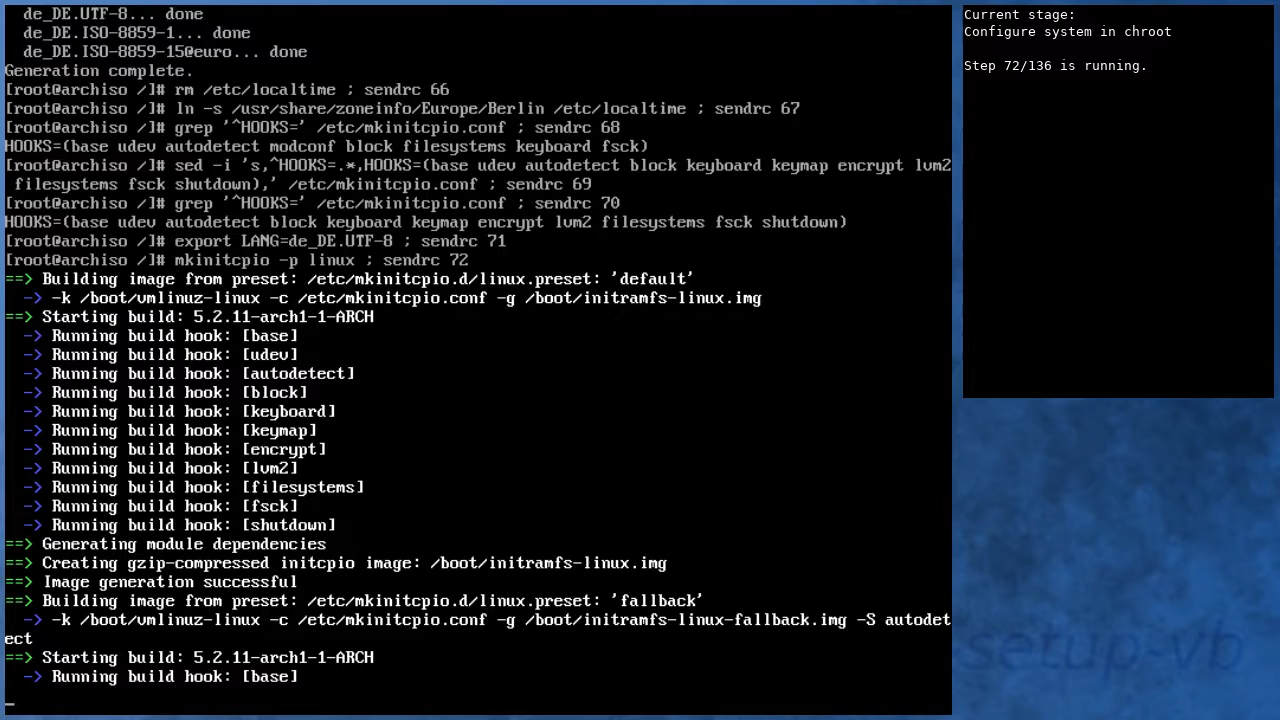 de_DE.UTF-8... done
  de_DE.ISO-8859-1... done
  de_DE.ISO-8859-15@euro... done
Generation complete.
[root@archiso /]# rm /etc/localtime ; sendrc 66
[root@archiso /]# ln -s /usr/share/zoneinfo/Europe/Berlin /etc/localtime ; sendrc 67
[root@archiso /]# grep '^HOOKS=' /etc/mkinitcpio.conf ; sendrc 68
HOOKS=(base udev autodetect modconf block filesystems keyboard fsck)
[root@archiso /]# sed -i 's,^HOOKS=.*,HOOKS=(base udev autodetect block keyboard keymap encrypt lvm2
 filesystems fsck shutdown),' /etc/mkinitcpio.conf ; sendrc 69
[root@archiso /]# grep '^HOOKS=' /etc/mkinitcpio.conf ; sendrc 70
HOOKS=(base udev autodetect block keyboard keymap encrypt lvm2 filesystems fsck shutdown)
[root@archiso /]# export LANG=de_DE.UTF-8 ; sendrc 71
[root@archiso /]# mkinitcpio -p linux ; sendrc 72
==> Building image from preset: /etc/mkinitcpio.d/linux.preset: 'default'
  -> -k /boot/vmlinuz-linux -c /etc/mkinitcpio.conf -g /boot/initramfs-linux.img
==> Starting build: 5.2.11-arch1-1-ARCH
  -> Running build hook: [base]
  -> Running build hook: [udev]
  -> Running build hook: [autodetect]
  -> Running build hook: [block]
  -> Running build hook: [keyboard]
  -> Running build hook: [keymap]
  -> Running build hook: [encrypt]
  -> Running build hook: [lvm2]
  -> Running build hook: [filesystems]
  -> Running build hook: [fsck]
  -> Running build hook: [shutdown]
==> Generating module dependencies
==> Creating gzip-compressed initcpio image: /boot/initramfs-linux.img
==> Image generation successful
==> Building image from preset: /etc/mkinitcpio.d/linux.preset: 'fallback'
  -> -k /boot/vmlinuz-linux -c /etc/mkinitcpio.conf -g /boot/initramfs-linux-fallback.img -S autodet
ect
==> Starting build: 5.2.11-arch1-1-ARCH
  -> Running build hook: [base]
_
Current stage:
Configure system in chroot
Step 72/136 is running.
setup-vb